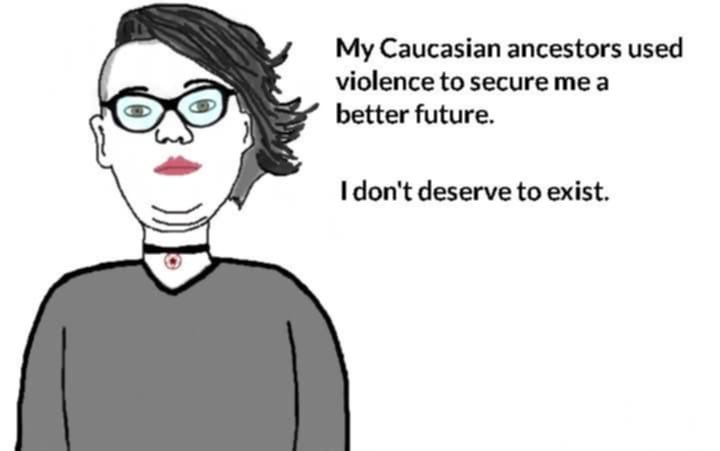 My Caucasian ancestors used
violence to secure me a
better future.
I don't deserve to exist.